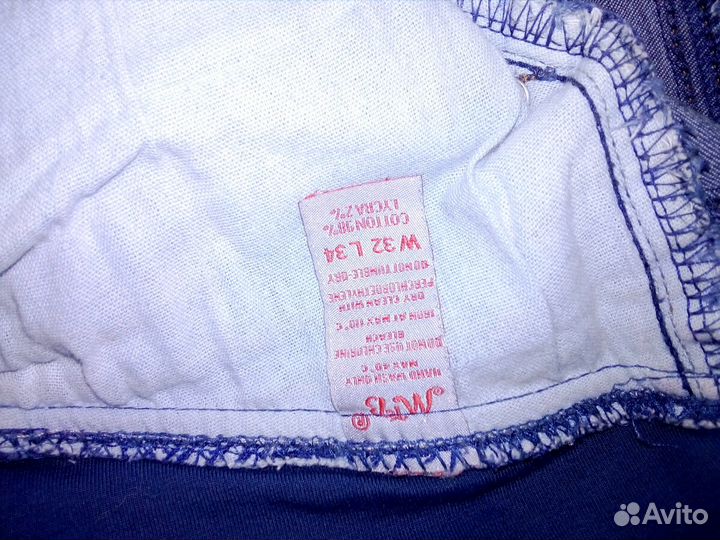 M&B ®
HAND WASH ONLY
MAX 40°C
DO NOT USE CHLORINE
BLEACH
IRON AT MAX 110°C
DRY CLEAN WITH
PERCHLOROETHYLENE
DO NOT TUMBLE-DRY
W 32 L 34
COTTON 98%
LYCRA 2%
Avito